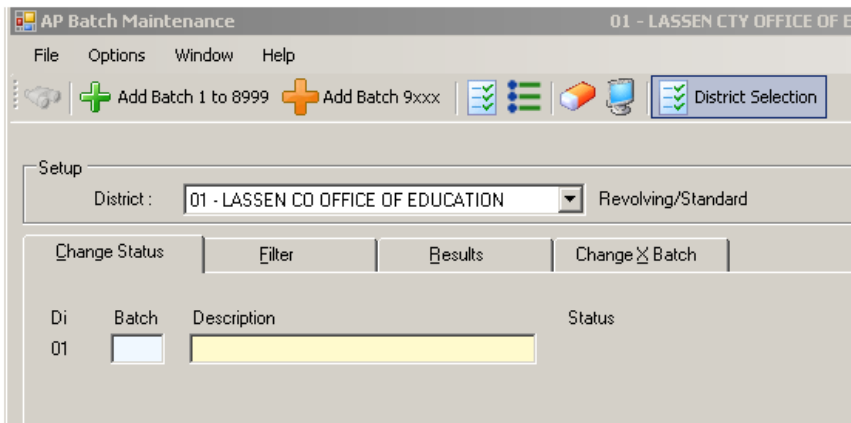 AP Batch Maintenance 01 - LASSEN CTY OFFICE OF E
File Options Window Help
Add Batch 1 to 8999 Add Batch 9xxx District Selection
Setup
District : 01 - LASSEN CO OFFICE OF EDUCATION Revolving/Standard
Change Status Filter Results Change X Batch
Di Batch Description Status
01